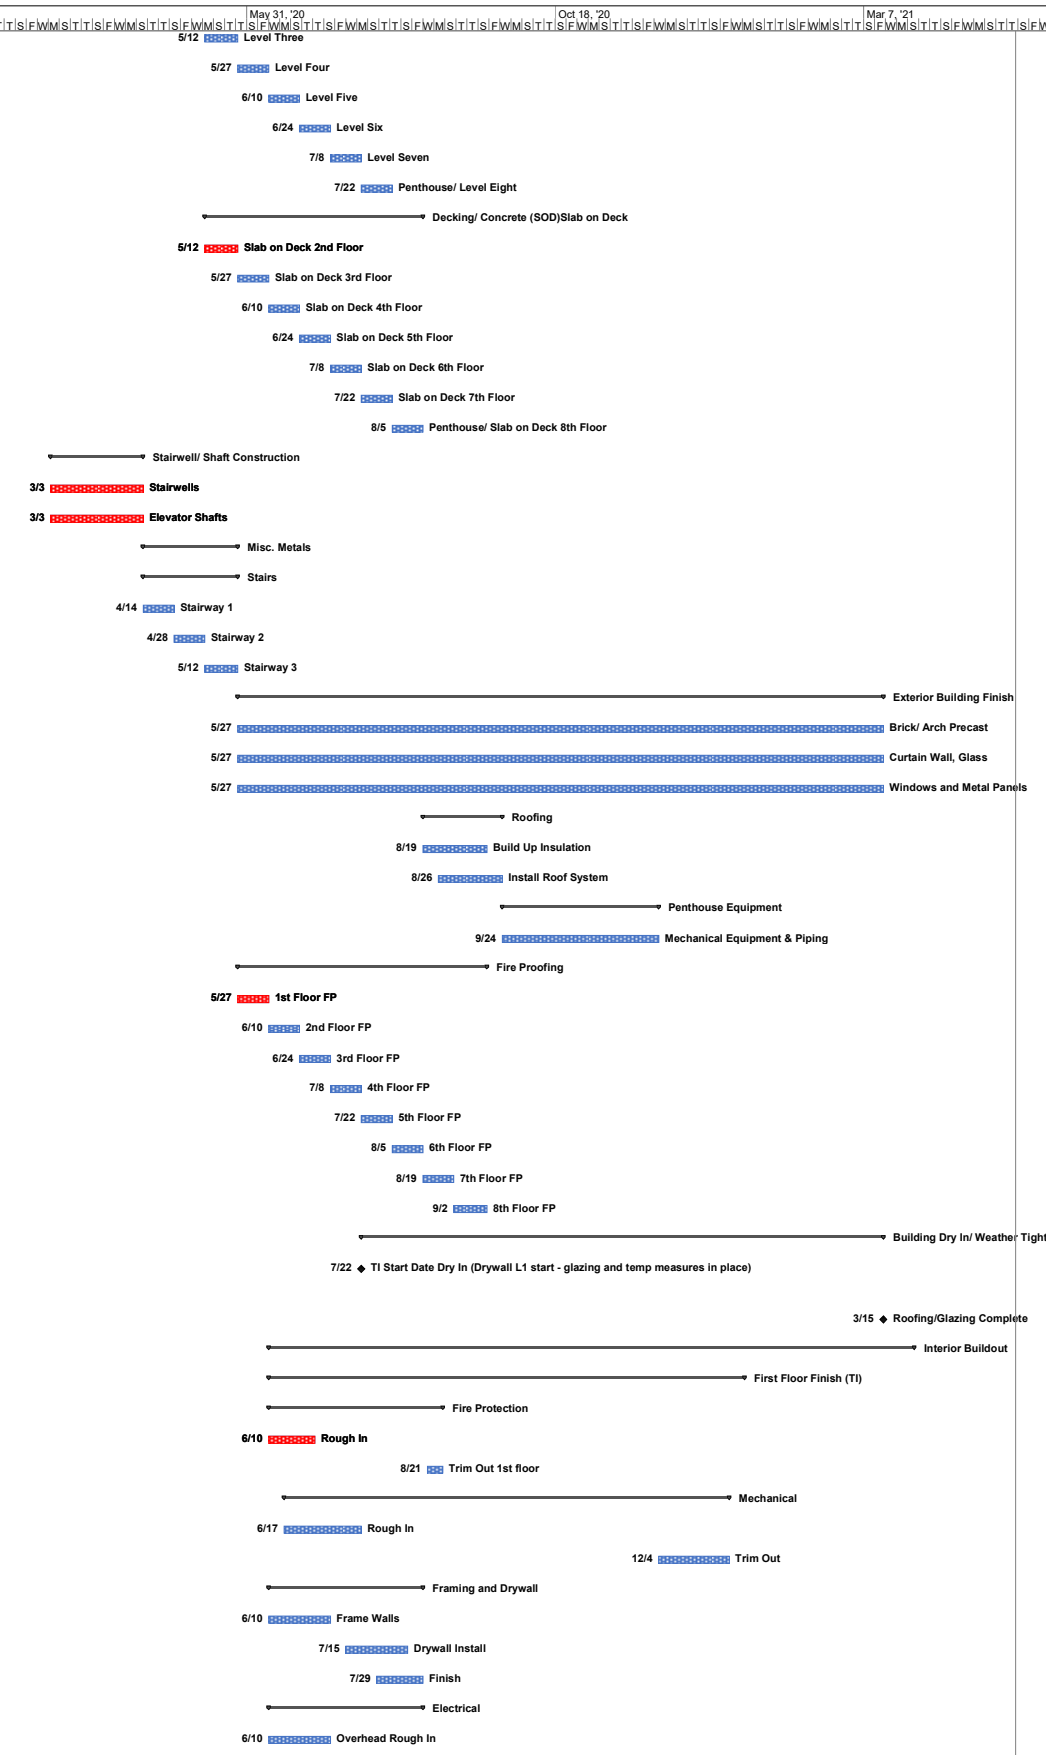 May 31, '20 Oct 18, '20 Mar 7, '21
T T S F W M S T T S F W M S T T S F W M S T T S F W M S T T S F W M S T T S F W M S T T S F W M S T T S F W M S T T S F W M S T T S F W M S T T S F W M S T T S F W M S T T S F W
5/12 Level Three
5/27 Level Four
6/10 Level Five
6/24 Level Six
7/8 Level Seven
7/22 Penthouse/ Level Eight
Decking/ Concrete (SOD)Slab on Deck
5/12 Slab on Deck 2nd Floor
5/27 Slab on Deck 3rd Floor
6/10 Slab on Deck 4th Floor
6/24 Slab on Deck 5th Floor
7/8 Slab on Deck 6th Floor
7/22 Slab on Deck 7th Floor
8/5 Penthouse/ Slab on Deck 8th Floor
Stairwell/ Shaft Construction
3/3 Stairwells
3/3 Elevator Shafts
Misc. Metals
Stairs
4/14 Stairway 1
4/28 Stairway 2
5/12 Stairway 3
Exterior Building Finish
5/27 Brick/ Arch Precast
5/27 Curtain Wall, Glass
5/27 Windows and Metal Panels
Roofing
8/19 Build Up Insulation
8/26 Install Roof System
Penthouse Equipment
9/24 Mechanical Equipment & Piping
Fire Proofing
5/27 1st Floor FP
6/10 2nd Floor FP
6/24 3rd Floor FP
7/8 4th Floor FP
7/22 5th Floor FP
8/5 6th Floor FP
8/19 7th Floor FP
9/2 8th Floor FP
Building Dry In/ Weather Tight
7/22 TI Start Date Dry In (Drywall L1 start - glazing and temp measures in place)
3/15 Roofing/Glazing Complete
Interior Buildout
First Floor Finish (TI)
Fire Protection
6/10 Rough In
8/21 Trim Out 1st floor
Mechanical
6/17 Rough In
12/4 Trim Out
Framing and Drywall
6/10 Frame Walls
7/15 Drywall Install
7/29 Finish
Electrical
6/10 Overhead Rough In